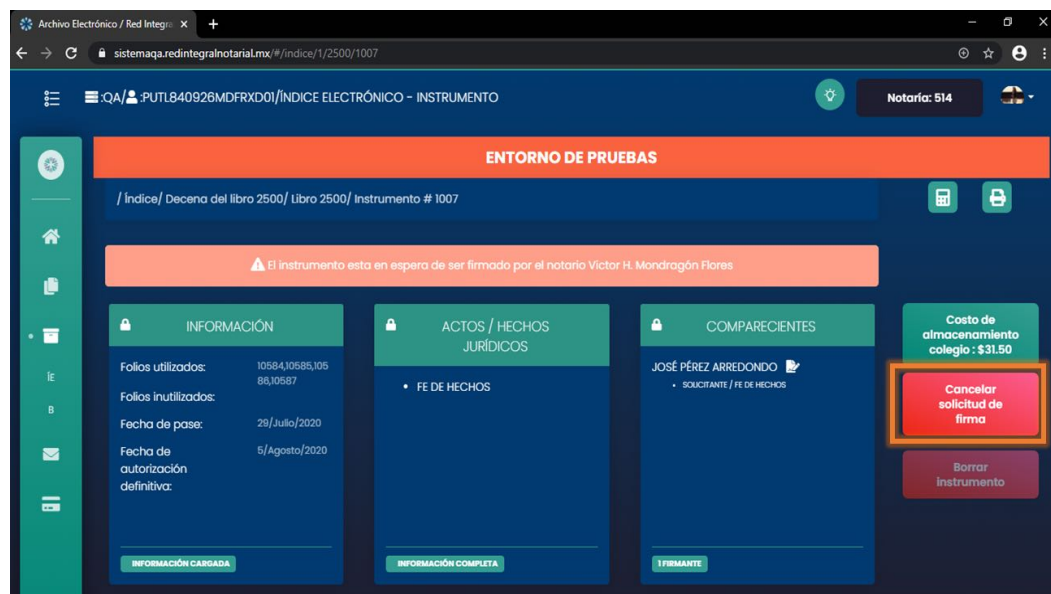 Archivo Electrónico / Red Integra
sistemaqa.redintegralnotarial.mx/#/indice/1/2500/1007
:QA/ :PUTL840926MDFRXD01/ÍNDICE ELECTRÓNICO - INSTRUMENTO
Notaría: 514
ENTORNO DE PRUEBAS
/ Índice/ Decena del libro 2500/ Libro 2500/ Instrumento # 1007
El instrumento esta en espera de ser firmado por el notario Victor H. Mondragón Flores
INFORMACIÓN
Folios utilizados: 10584,10585,105
86,10587
Folios inutilizados:
Fecha de pase: 29/Julio/2020
Fecha de 5/Agosto/2020
autorización
definitiva:
INFORMACIÓN CARGADA
ACTOS / HECHOS
JURÍDICOS
• FE DE HECHOS
INFORMACIÓN COMPLETA
COMPARECIENTES
JOSÉ PÉREZ ARREDONDO
• SOLICITANTE / FE DE HECHOS
1 FIRMANTE
Costo de
almacenamiento
colegio : $31.50
Cancelar
solicitud de
firma
Borrar
instrumento
ÍE
B